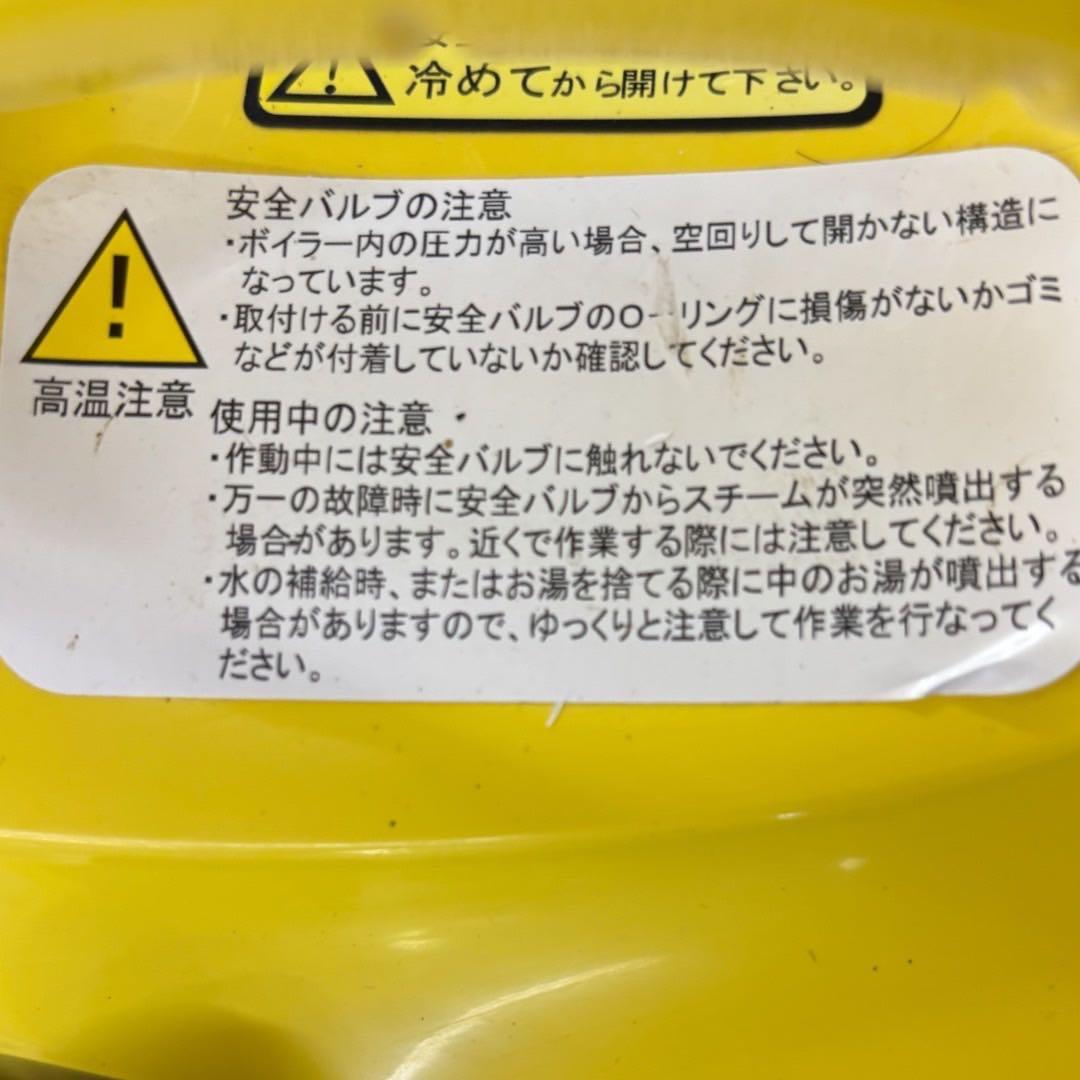 冷めてから開けて下さい。
安全バルブの注意
・ボイラー内の圧力が高い場合、空回りして開かない構造に
なっています。
・取付ける前に安全バルブのO－リングに損傷がないかゴミ
などが付着していないか確認してください。
高温注意
使用中の注意
・作動中には安全バルブに触れないでください。
・万一の故障時に安全バルブからスチームが突然噴出する
場合があります。近くで作業する際には注意してください。
・水の補給時、またはお湯を捨てる際に中のお湯が噴出する
場合がありますので、ゆっくりと注意して作業を行なってく
ださい。